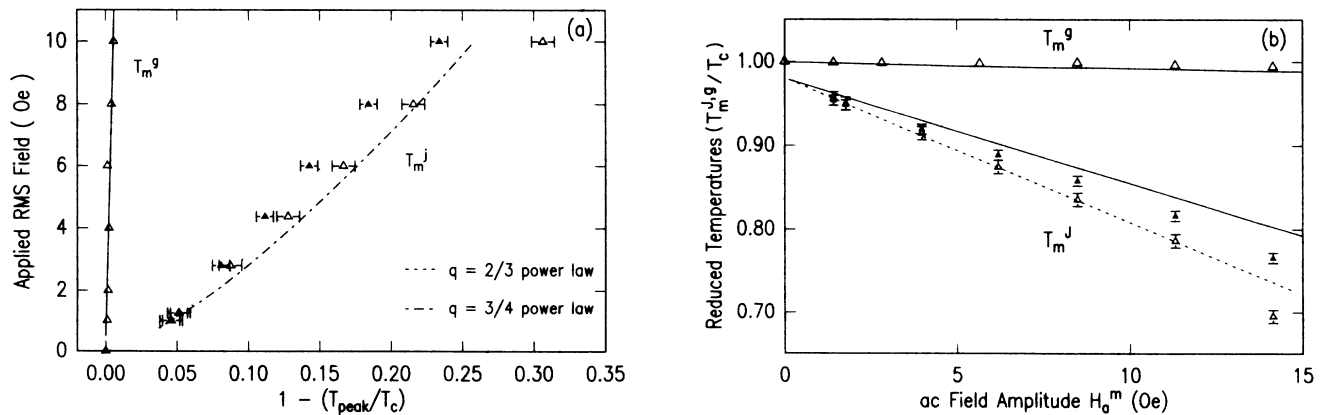 (a)
Applied RMS Field ( Oe)
10
8
6
4
2
0
T_m^g
T_m^j
q = 2/3 power law
q = 3/4 power law
0.00 0.05 0.10 0.15 0.20 0.25 0.30 0.35
1 - (T_peak/T_c)
(b)
Reduced Temperatures (T_m^J,g/T_c)
T_m^g
1.00
0.90
0.80
0.70
T_m^J
0 5 10 15
ac Field Amplitude H_a^m (Oe)